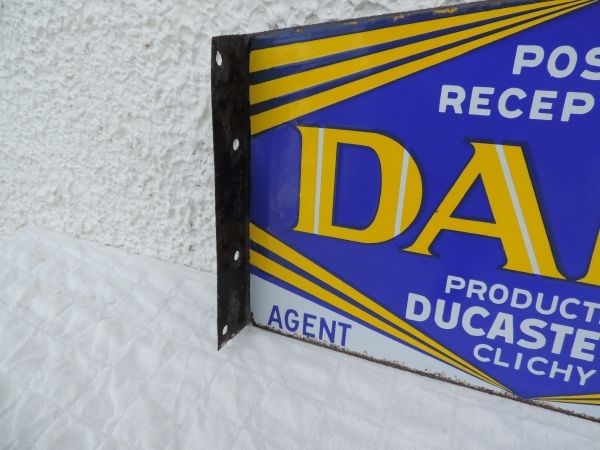 POS
RECEP
DA
PRODUCT
DUCASTE
CLICHY
AGENT